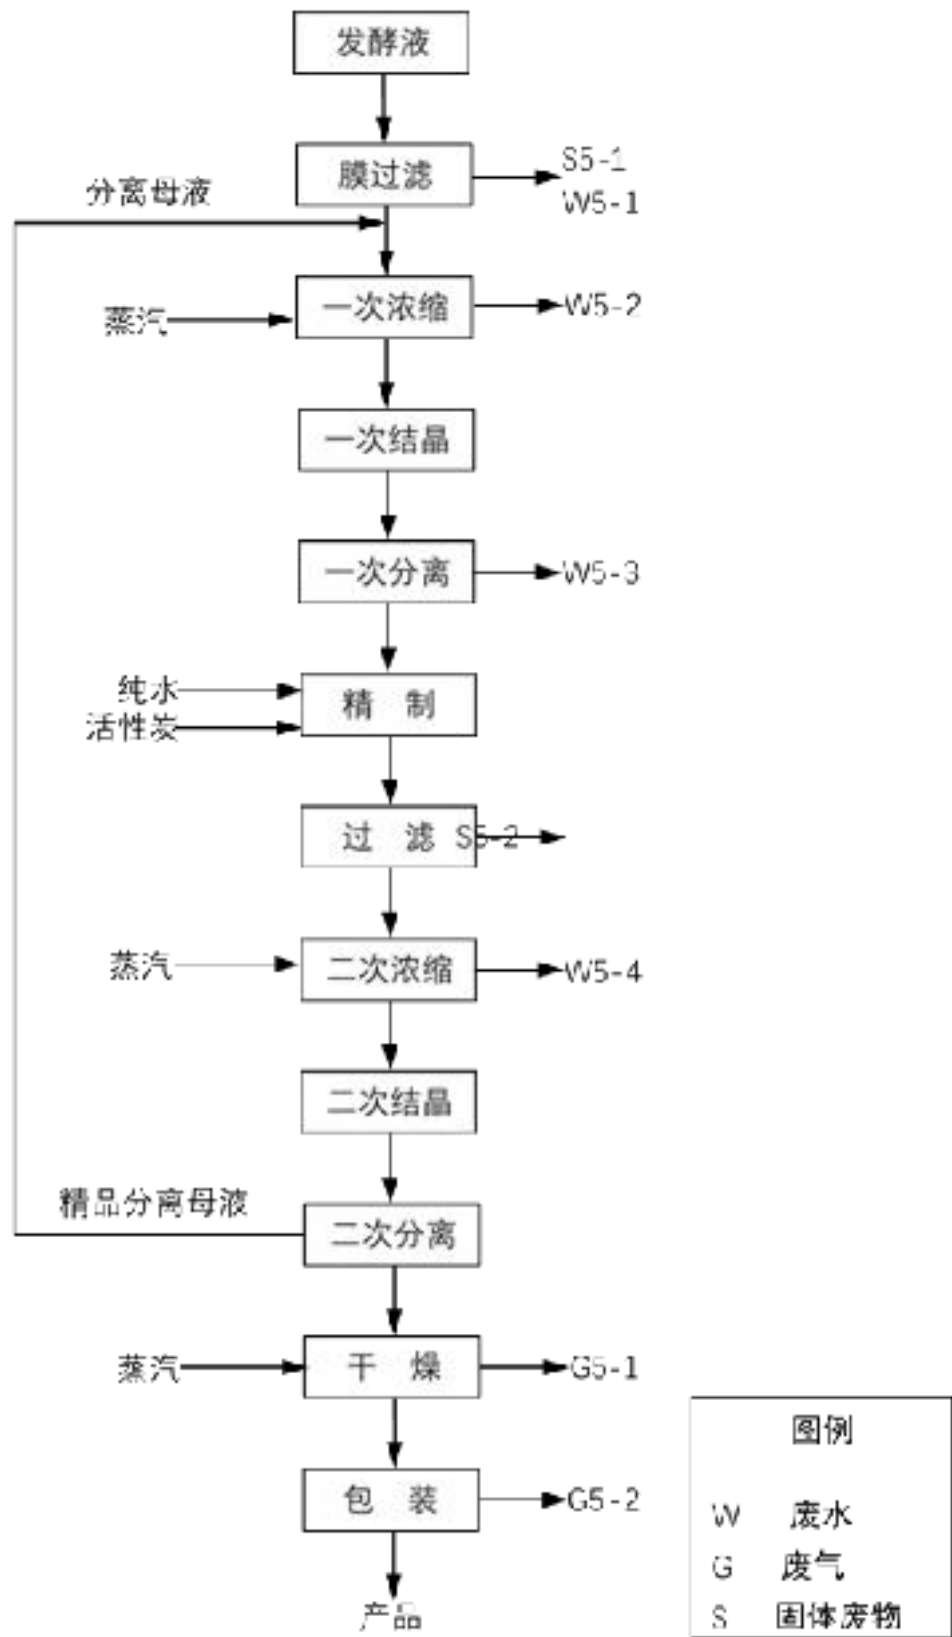 发酵液
膜过滤
S5-1
W5-1
分离母液
一次浓缩
W5-2
蒸汽
一次结晶
一次分离
W5-3
纯水
活性炭
精 制
过 滤
S5-2
蒸汽
二次浓缩
W5-4
二次结晶
精品分离母液
二次分离
蒸汽
干 燥
G5-1
包 装
G5-2
产品
图例
W 废水
G 废气
S 固体废物